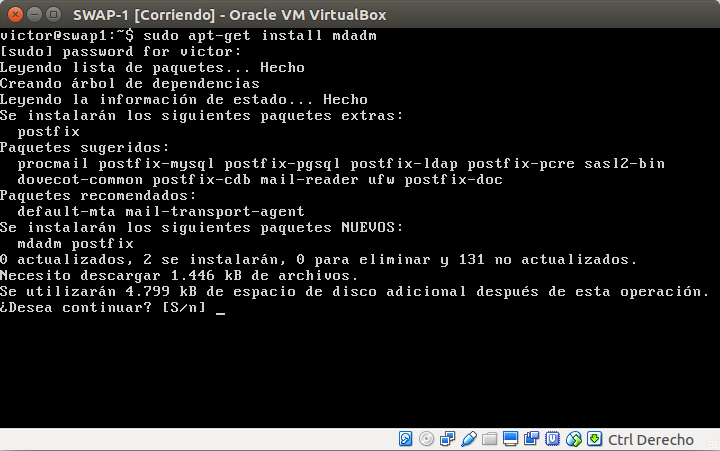 SWAP-1 [Corriendo] - Oracle VM VirtualBox
victor@swap1:~$ sudo apt-get install mdadm
[sudo] password for victor:
Leyendo lista de paquetes... Hecho
Creando árbol de dependencias
Leyendo la información de estado... Hecho
Se instalarán los siguientes paquetes extras:
  postfix
Paquetes sugeridos:
  procmail postfix-mysql postfix-pgsql postfix-ldap postfix-pcre sasl2-bin
  dovecot-common postfix-cdb mail-reader ufw postfix-doc
Paquetes recomendados:
  default-mta mail-transport-agent
Se instalarán los siguientes paquetes NUEVOS:
  mdadm postfix
0 actualizados, 2 se instalarán, 0 para eliminar y 131 no actualizados.
Necesito descargar 1.446 kB de archivos.
Se utilizarán 4.799 kB de espacio de disco adicional después de esta operación.
¿Desea continuar? [S/n] _
Ctrl Derecho